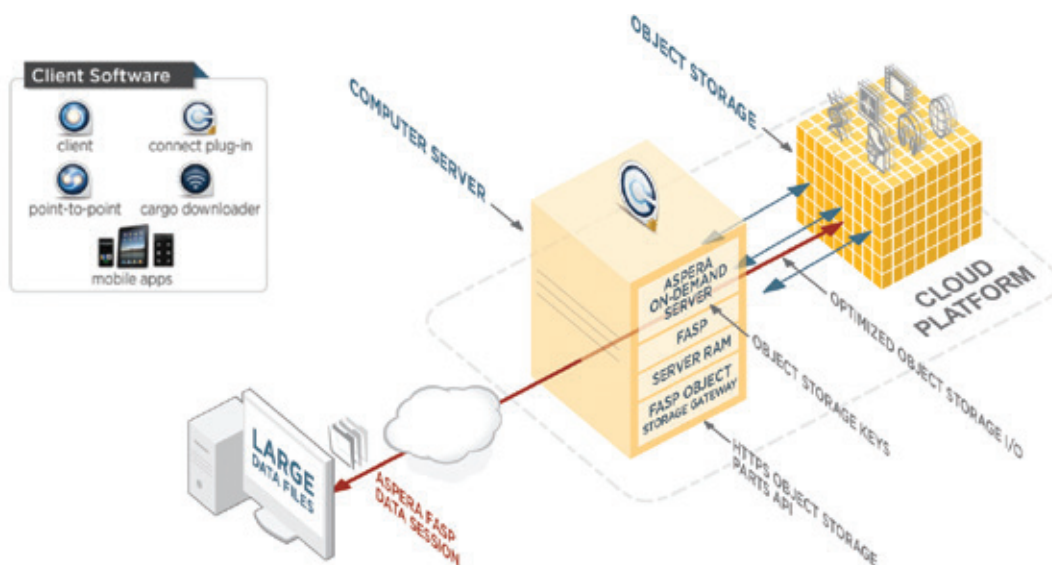 Client Software
client
connect plug-in
point-to-point
cargo downloader
mobile apps
COMPUTER SERVER
OBJECT STORAGE
ASPERA
ON-DEMAND
SERVER
FASP
SERVER RAM
FASP OBJECT
STORAGE GATEWAY
CLOUD
PLATFORM
OPTIMIZED OBJECT STORAGE I/O
OBJECT STORAGE KEYS
HTTPS OBJECT STORAGE
PARTS API
LARGE
DATA FILES
ASPERA FASP
DATA SESSION